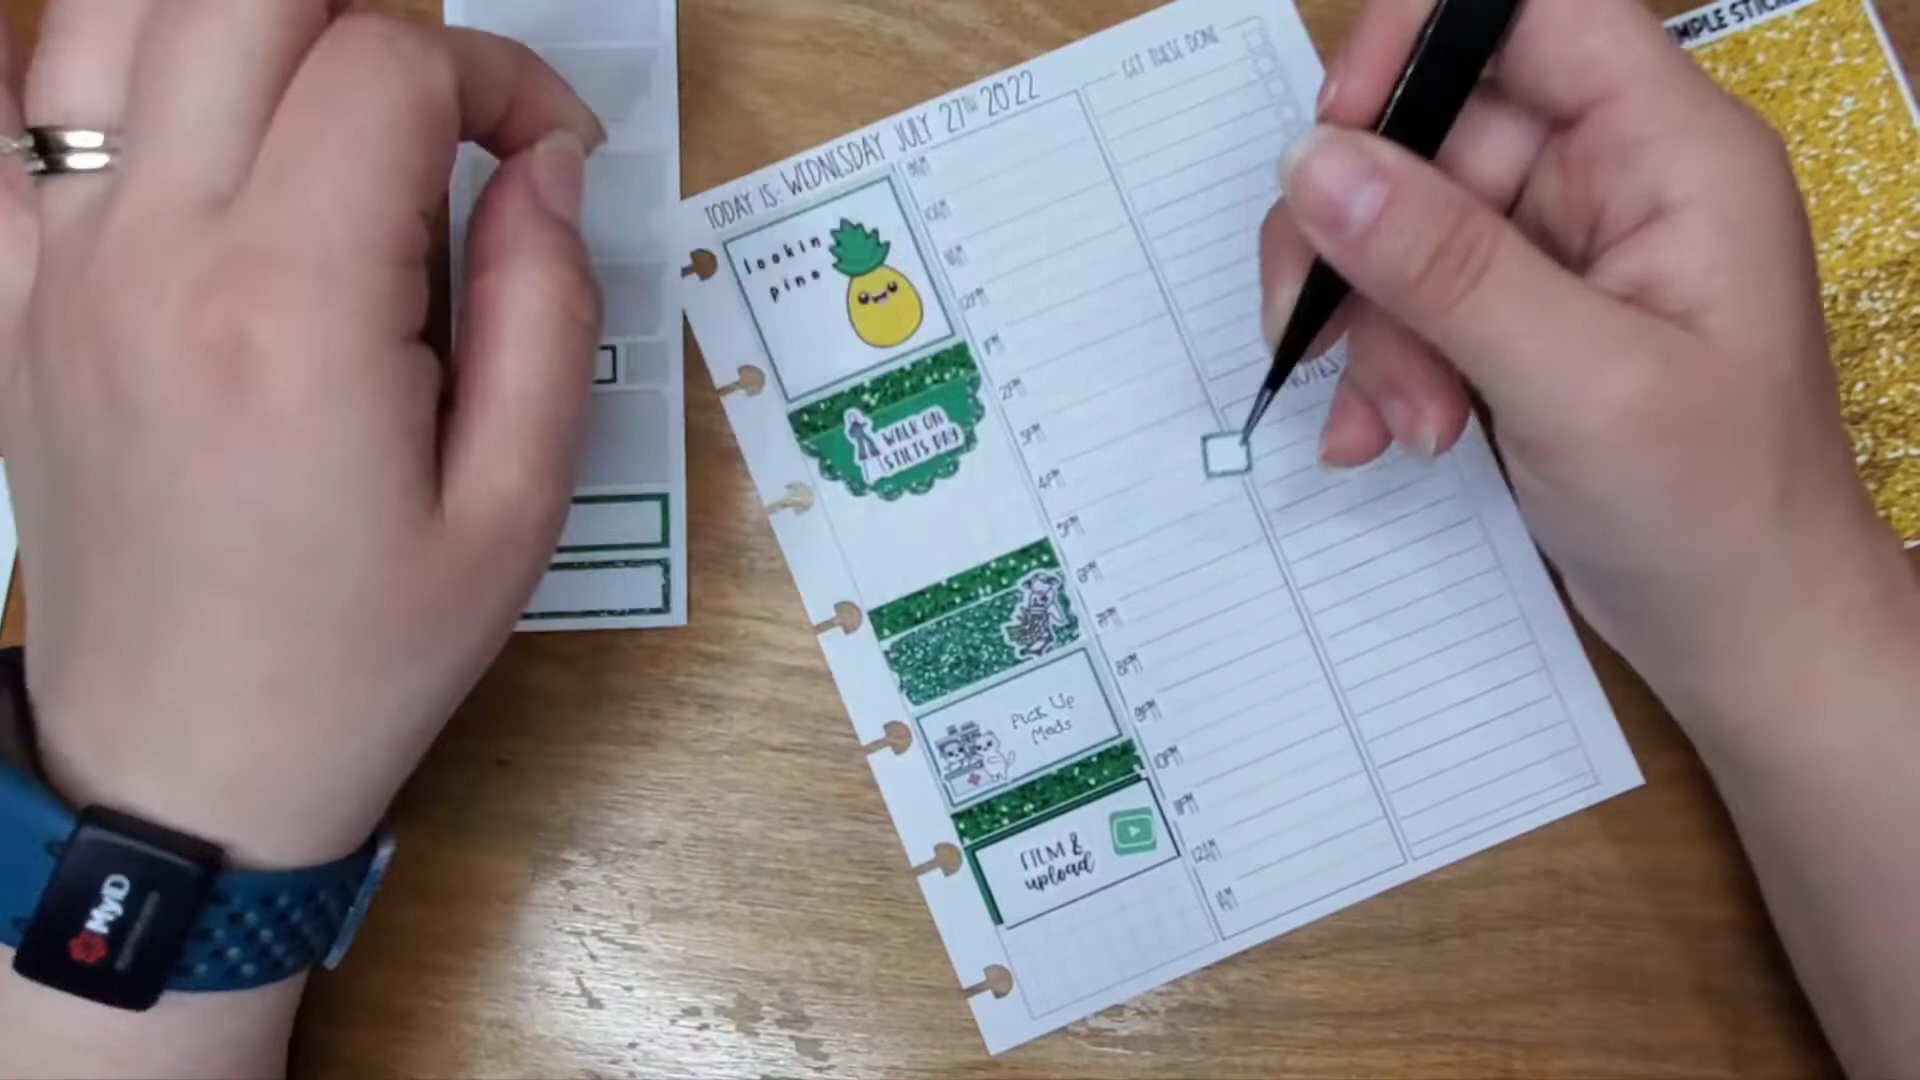 IMPLE STICKE
GET THESE DONE
TODAY IS: WEDNESDAY JULY 27TH 2022
9AM
10AM
11AM
12PM
1PM
2PM
3PM
4PM
5PM
6PM
7PM
8PM
9PM
10PM
11PM
12AM
1AM
lookin
pine
WALK ON
STILTS DAY
Pick Up
Meds
FILM &
upload
NOTES
MyID